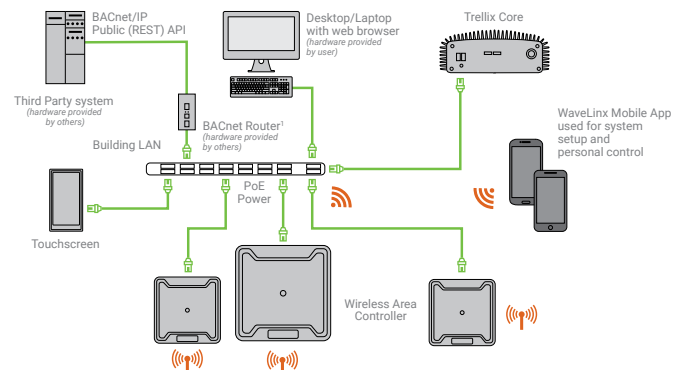 BACnet/IP
Public (REST) API
Desktop/Laptop
with web browser
(hardware provided
by user)
Trellix Core
Third Party system
(hardware provided
by others)
BACnet Router¹
(hardware provided
by others)
Building LAN
WaveLinx Mobile App
used for system
setup and
personal control
PoE
Power
Touchscreen
Wireless Area
Controller